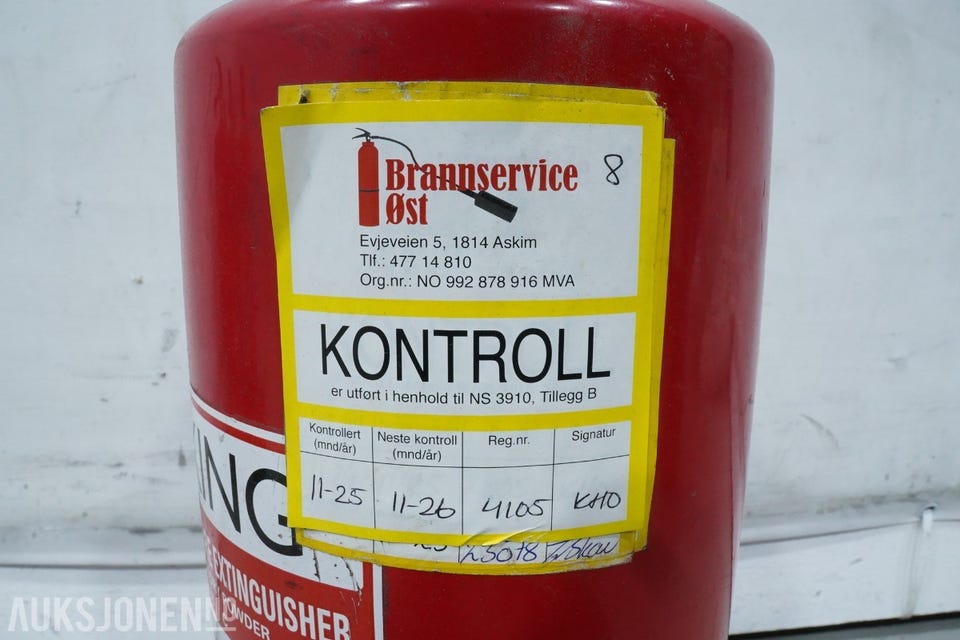 8
Brannservice
Øst
Evjeveien 5, 1814 Askim
Tlf.: 477 14 810
Org.nr.: NO 992 878 916 MVA
KONTROLL
er utført i henhold til NS 3910, Tillegg B
Kontrollert (mnd/år)
Neste kontroll (mnd/år)
Reg.nr.
Signatur
11-25 11-26 4105 KHO
ING
EXTINGUISHER
POWDER
AUKSJONEN